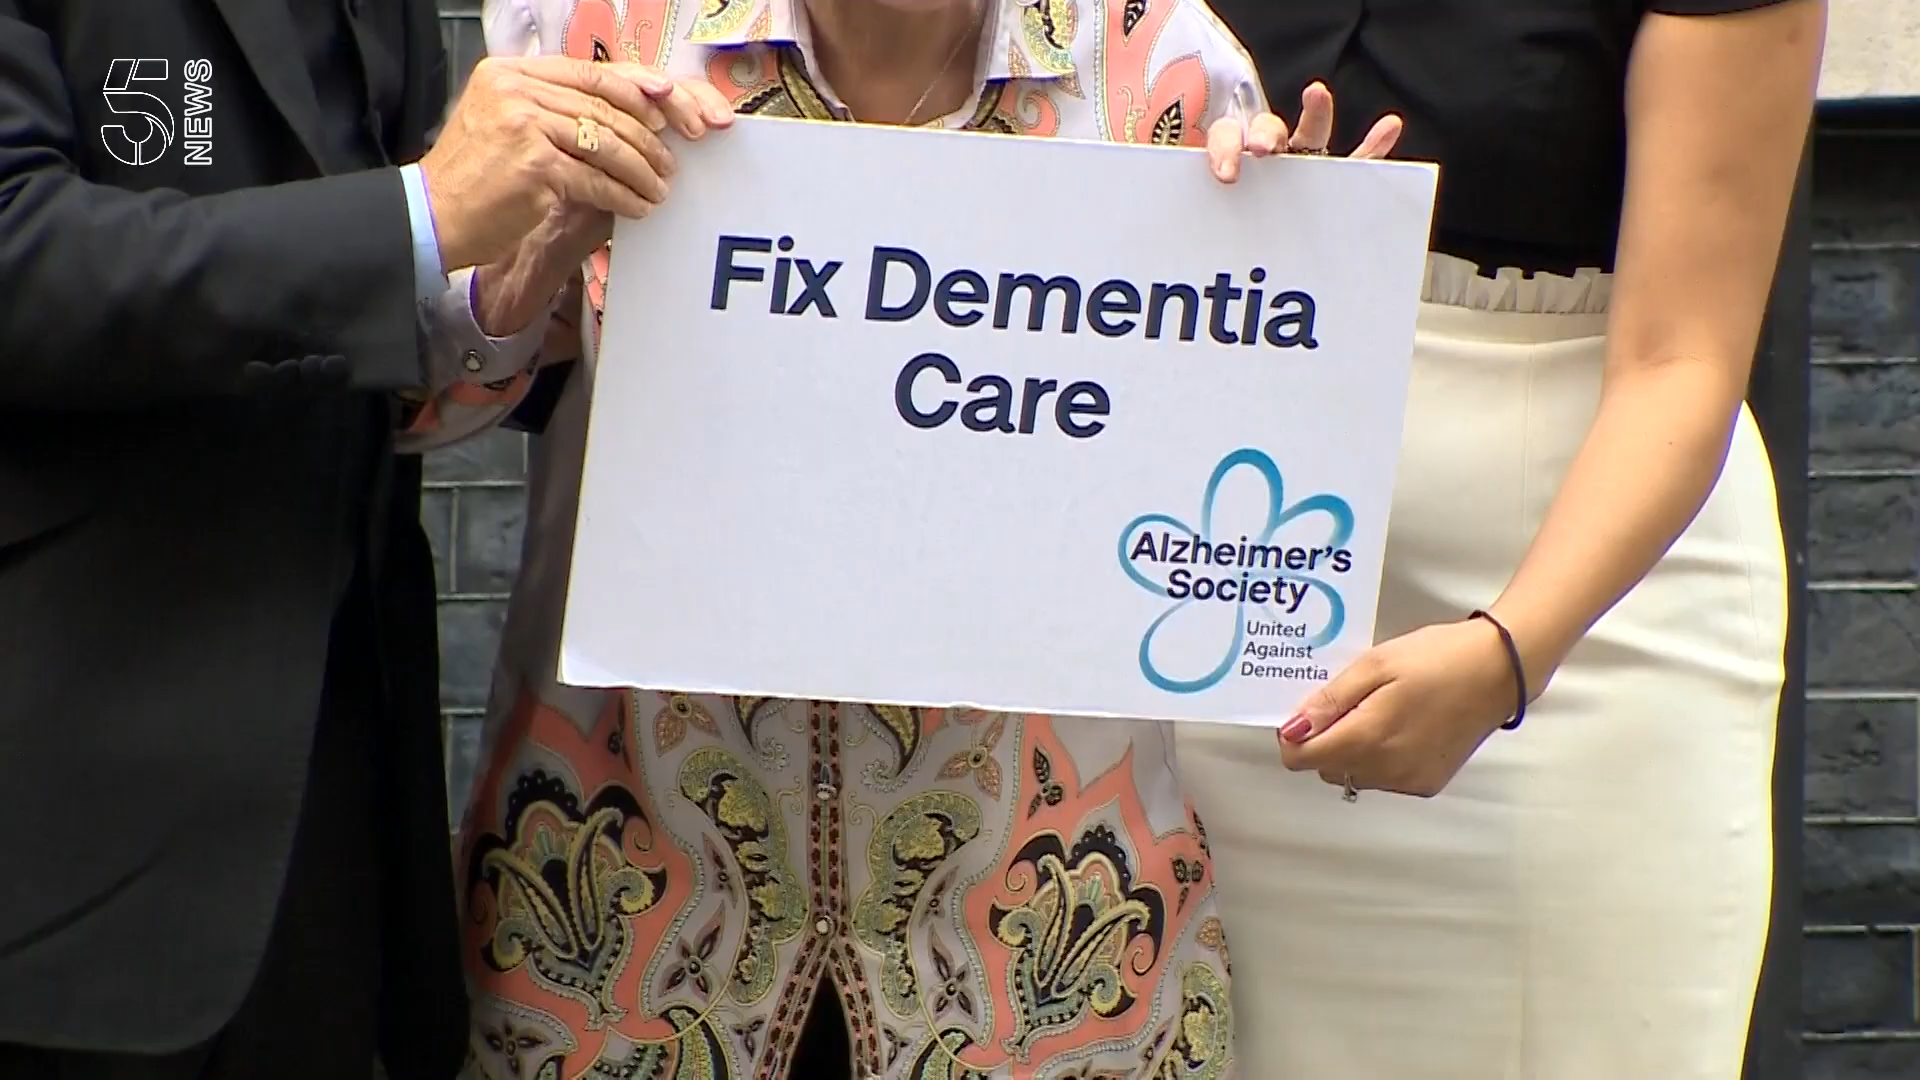 5 NEWS
Fix Dementia
Care
Alzheimer's
Society
United
Against
Dementia